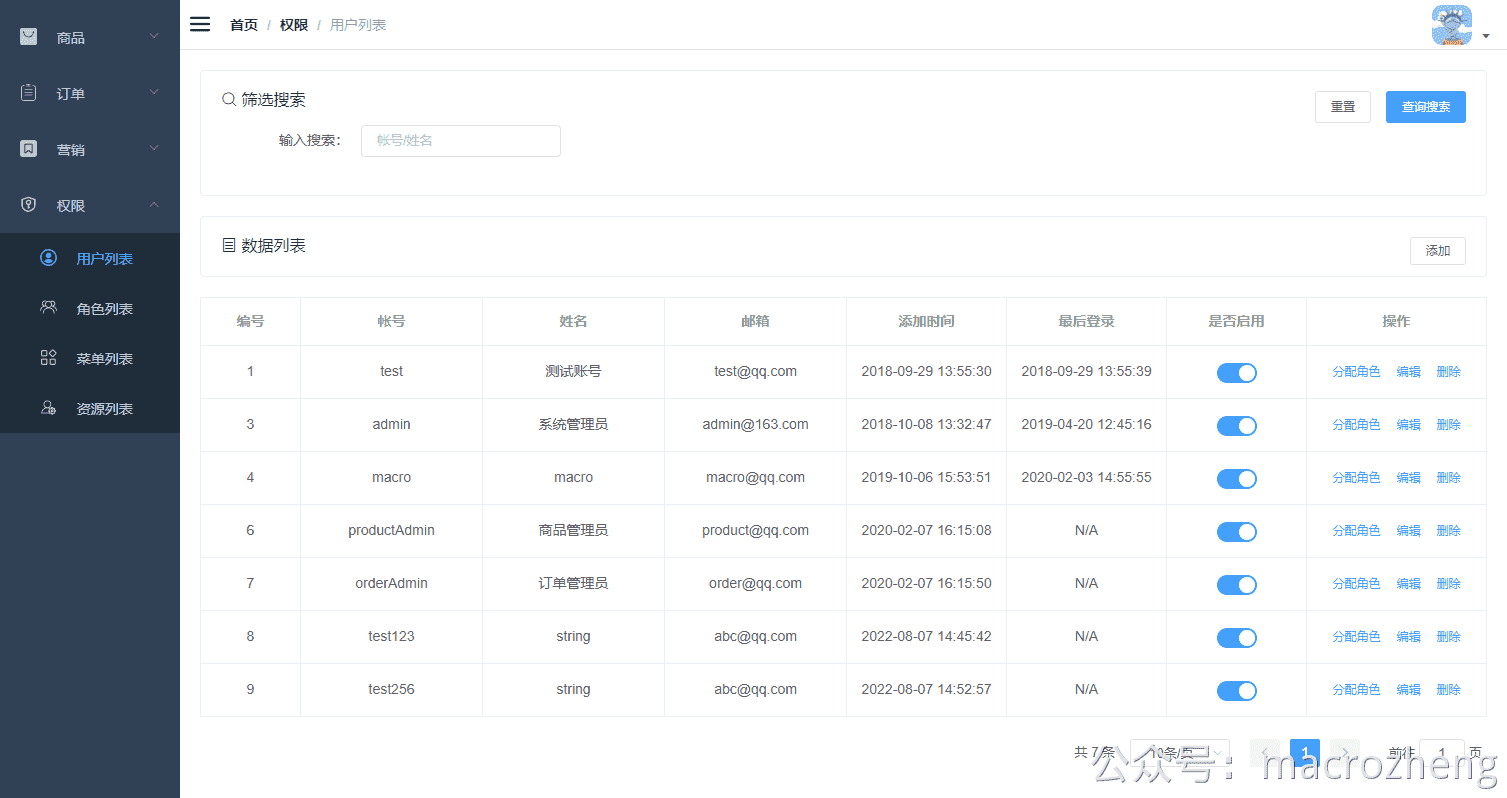 商品
订单
营销
权限
用户列表
角色列表
菜单列表
资源列表
首页 / 权限 / 用户列表
筛选搜索
重置 查询搜索
输入搜索： 帐号/姓名
数据列表
添加
编号 帐号 姓名 邮箱 添加时间 最后登录 是否启用 操作
1 test 测试账号 test@qq.com 2018-09-29 13:55:30 2018-09-29 13:55:39 分配角色 编辑 删除
3 admin 系统管理员 admin@163.com 2018-10-08 13:32:47 2019-04-20 12:45:16 分配角色 编辑 删除
4 macro macro macro@qq.com 2019-10-06 15:53:51 2020-02-03 14:55:55 分配角色 编辑 删除
6 productAdmin 商品管理员 product@qq.com 2020-02-07 16:15:08 N/A 分配角色 编辑 删除
7 orderAdmin 订单管理员 order@qq.com 2020-02-07 16:15:50 N/A 分配角色 编辑 删除
8 test123 string abc@qq.com 2022-08-07 14:45:42 N/A 分配角色 编辑 删除
9 test256 string abc@qq.com 2022-08-07 14:52:57 N/A 分配角色 编辑 删除
共 7 条 10条/页 1 前往 1 页
公众号：macrozheng